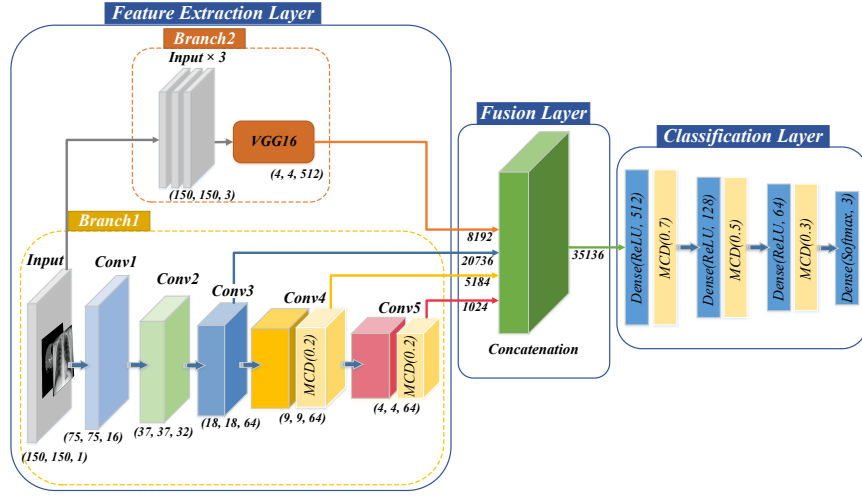 Feature Extraction Layer
Branch2
Input × 3
VGG16
(4, 4, 512)
(150, 150, 3)
Branch1
Input
Conv1
Conv2
Conv3
Conv4
Conv5
MCD(0.2)
MCD(0.2)
(150, 150, 1)
(75, 75, 16)
(37, 37, 32)
(18, 18, 64)
(9, 9, 64)
(4, 4, 64)
Fusion Layer
8192
20736
5184
1024
35136
Concatenation
Classification Layer
Dense(ReLU, 512)
MCD(0.7)
Dense(ReLU, 128)
MCD(0.5)
Dense(ReLU, 64)
MCD(0.3)
Dense(Softmax, 3)